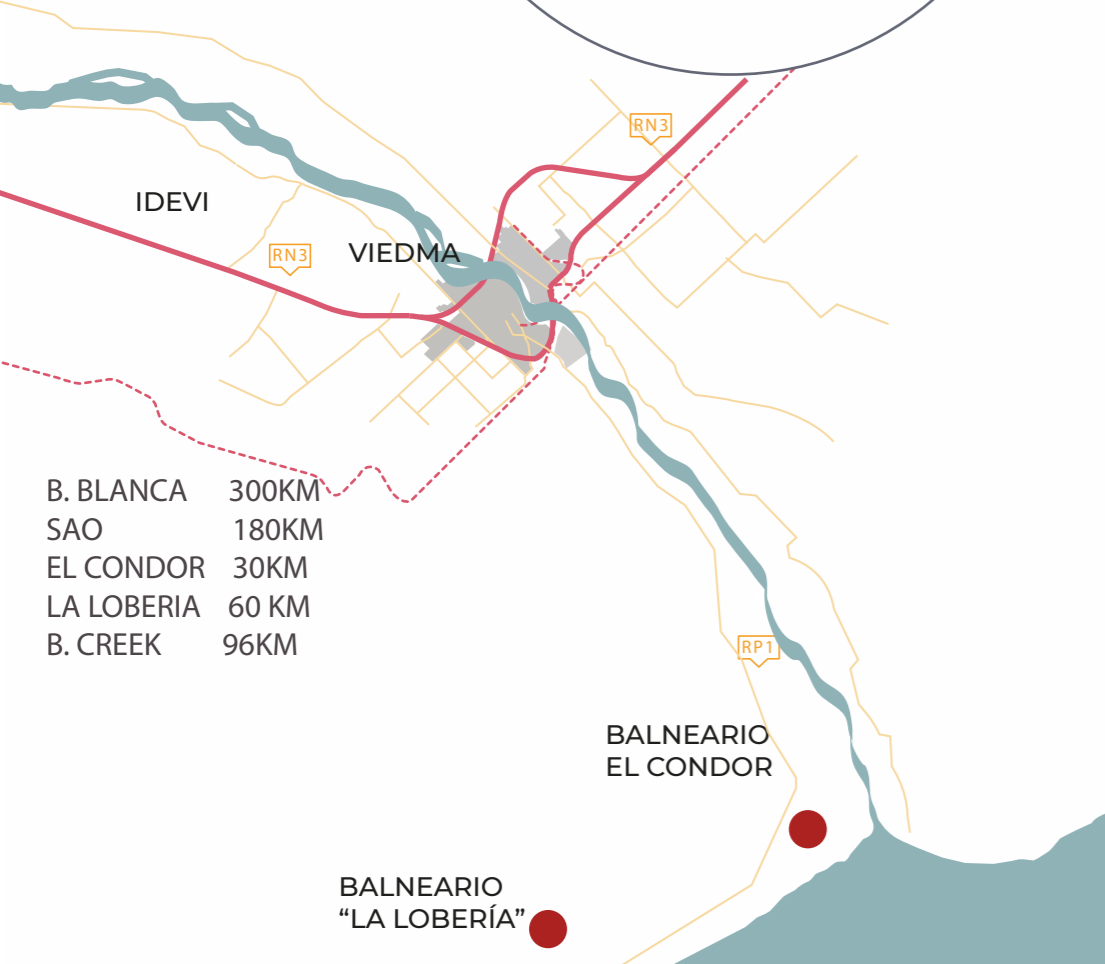 RN3
IDEVI
RN3
VIEDMA
B. BLANCA 300KM
SAO 180KM
EL CONDOR 30KM
LA LOBERIA 60 KM
B. CREEK 96KM
RP1
BALNEARIO
EL CONDOR
BALNEARIO
“LA LOBERÍA”